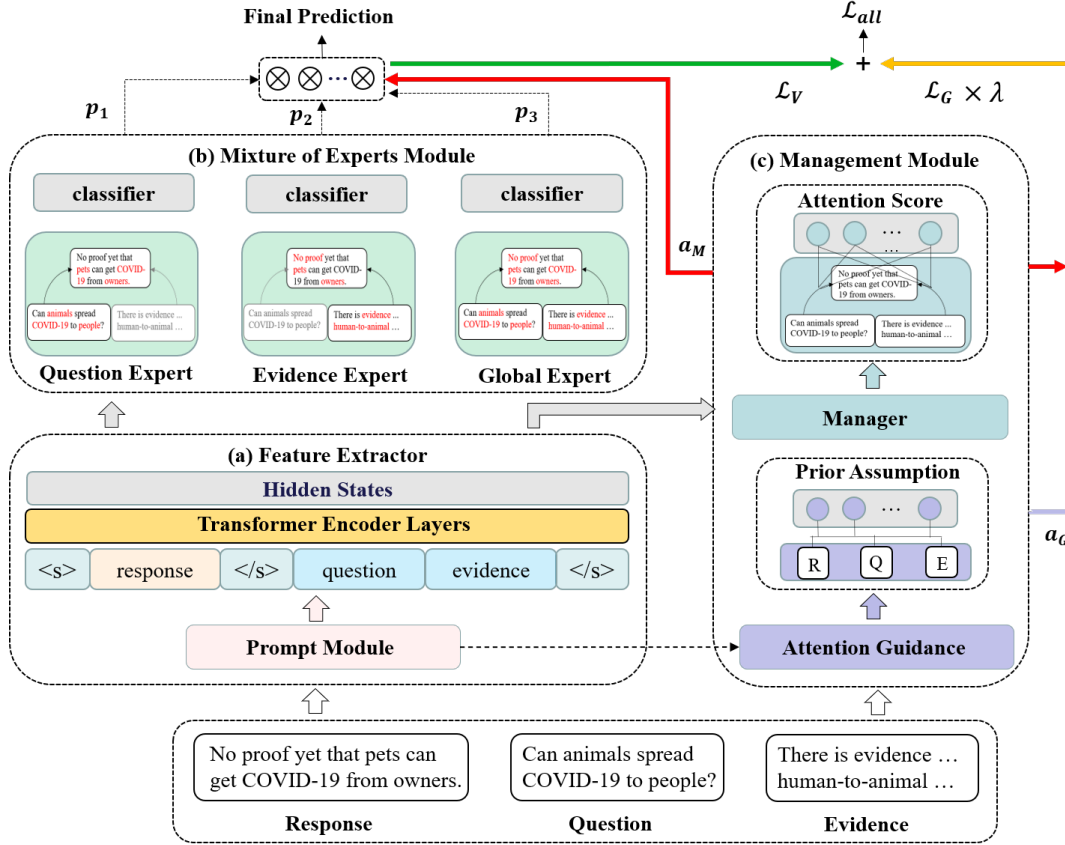 Final Prediction
ℒ_all
+
p₁
p₂
p₃
ℒ_V
ℒ_G × λ
(b) Mixture of Experts Module
classifier
classifier
classifier
No proof yet that
pets can get COVID-
19 from owners.
Can animals spread
COVID-19 to people?
There is evidence ...
human-to-animal …
Question Expert
No proof yet that
pets can get COVID-
19 from owners.
Can animals spread
COVID-19 to people?
There is evidence ...
human-to-animal …
Evidence Expert
No proof yet that
pets can get COVID-
19 from owners.
Can animals spread
COVID-19 to people?
There is evidence ...
human-to-animal …
Global Expert
a_M
(c) Management Module
Attention Score
…
...
No proof yet that
pets can get COVID-
19 from owners.
Can animals spread
COVID-19 to people?
There is evidence ...
human-to-animal …
Manager
Prior Assumption
…
R Q E
a_G
Attention Guidance
(a) Feature Extractor
Hidden States
Transformer Encoder Layers
<s> response </s> question evidence </s>
Prompt Module
No proof yet that pets can
get COVID-19 from owners.
Response
Can animals spread
COVID-19 to people?
Question
There is evidence …
human-to-animal …
Evidence